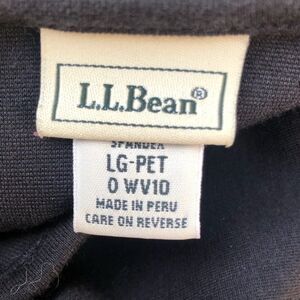 L.L.Bean®
SPANDEX
LG-PET
0 WV10
MADE IN PERU
CARE ON REVERSE